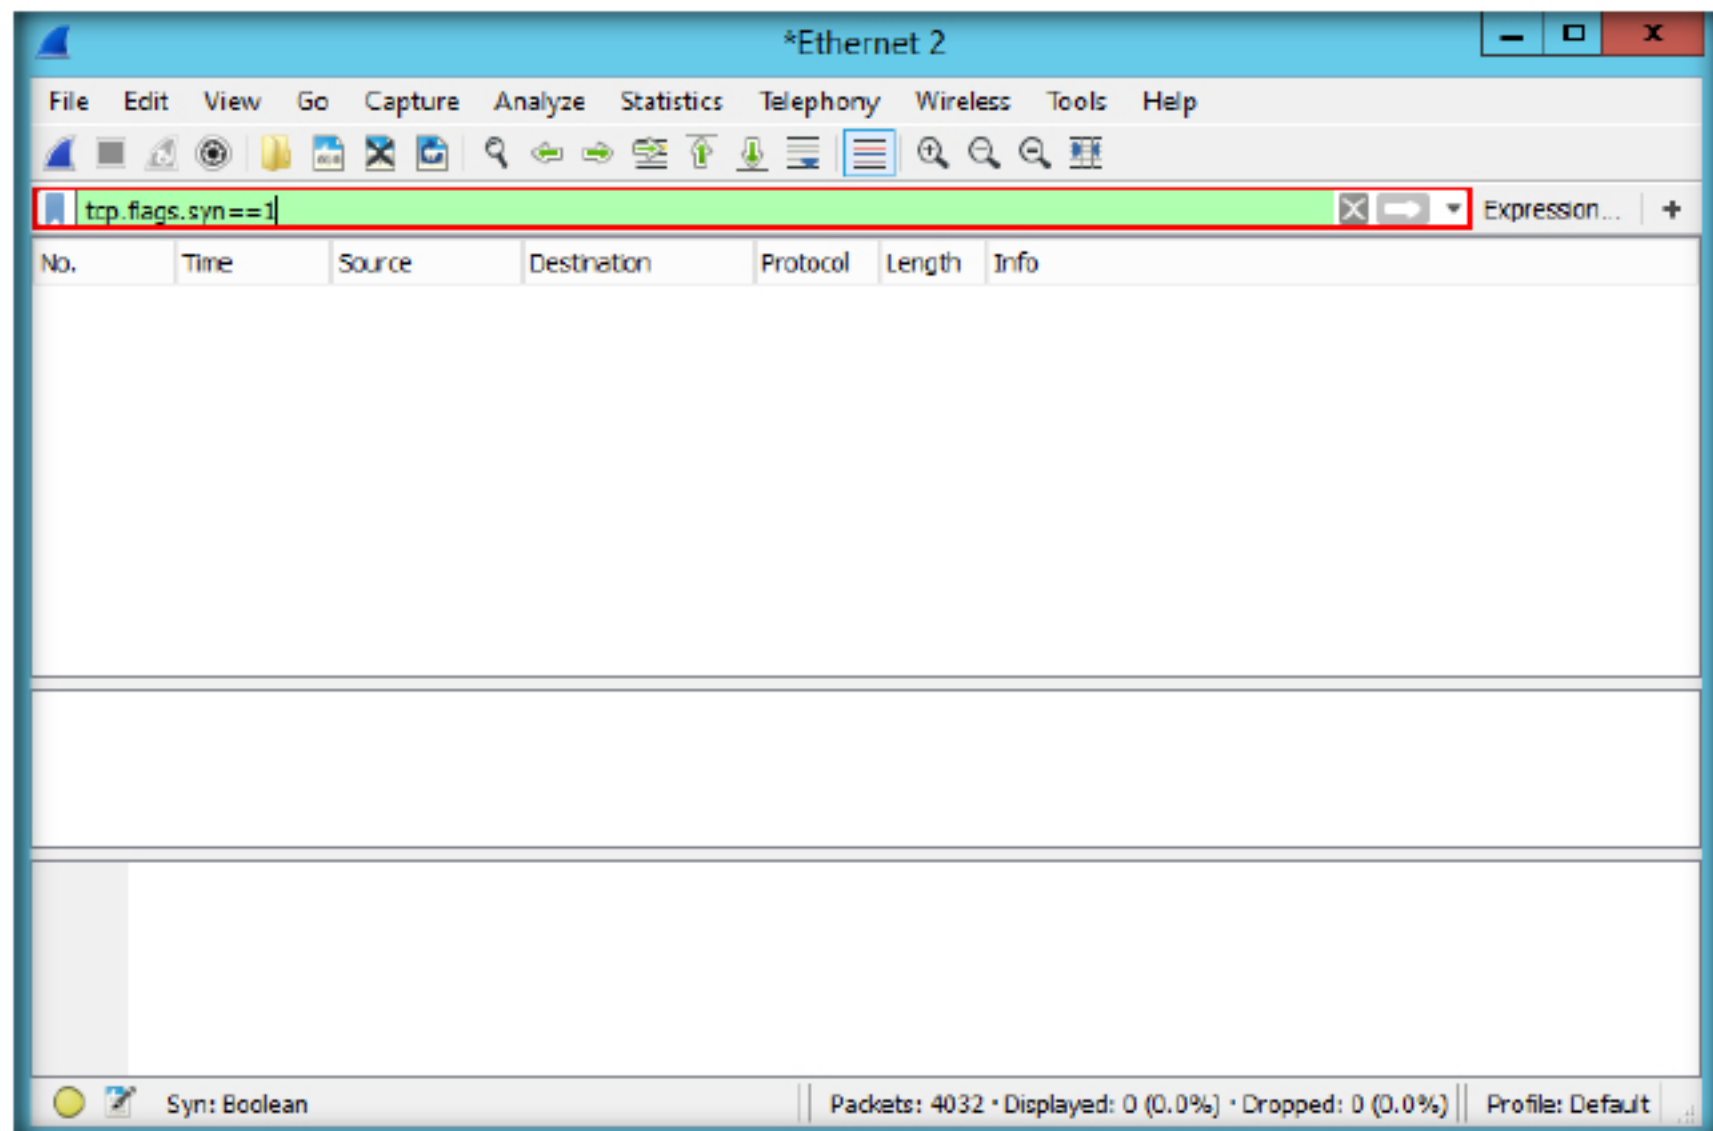 *Ethernet 2
File Edit View Go Capture Analyze Statistics Telephony Wireless Tools Help
tcp.flags.syn==1 Expression... +
No. Time Source Destination Protocol Length Info
Syn: Boolean Packets: 4032 · Displayed: 0 (0.0%) · Dropped: 0 (0.0%) Profile: Default